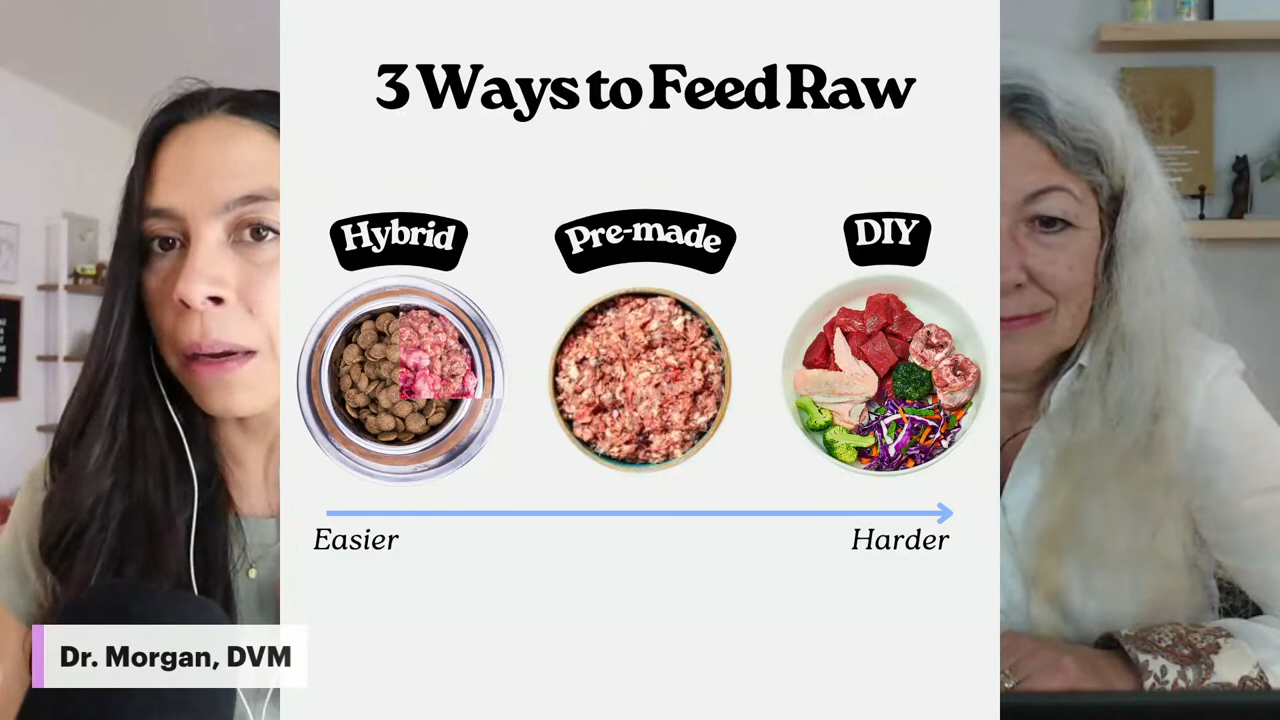 3 Ways to Feed Raw
Hybrid
Pre-made
DIY
Easier
Harder
Dr. Morgan, DVM